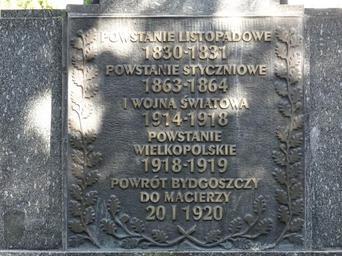 POWSTANIE LISTOPADOWE
1830-1831
POWSTANIE STYCZNIOWE
1863-1864
I WOJNA ŚWIATOWA
1914-1918
POWSTANIE
WIELKOPOLSKIE
1918-1919
POWRÓT BYDGOSZCZY
DO MACIERZY
20 I 1920